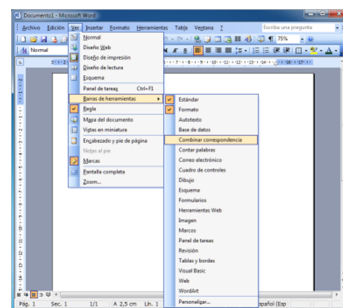 Documento1 - Microsoft Word
Archivo Edición Ver Insertar Formato Herramientas Tabla Ventana ? Escriba una pregunta
75%
Normal
N K S
Normal
Diseño Web
Diseño de impresión
Diseño de lectura
Esquema
Panel de tareas Ctrl+F1
Barras de herramientas
Regla
Mapa del documento
Vistas en miniatura
Encabezado y pie de página
Notas al pie
Marcas
Pantalla completa
Zoom...
Estándar
Formato
Autotexto
Base de datos
Combinar correspondencia
Contar palabras
Correo electrónico
Cuadro de controles
Dibujo
Esquema
Formularios
Herramientas Web
Imagen
Marcos
Panel de tareas
Revisión
Tablas y bordes
Visual Basic
Web
WordArt
Personalizar...
Pág. 1 Sec. 1 1/1 A 2,5 cm Lín. 1 español (Esp